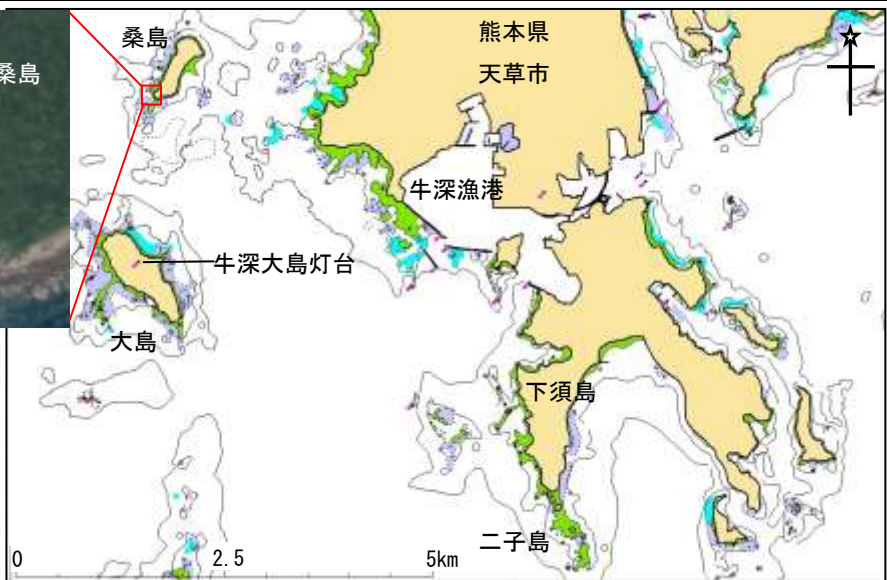 桑島
桑島
熊本県
天草市
牛深漁港
牛深大島灯台
大島
下須島
二子島
0 2.5 5km